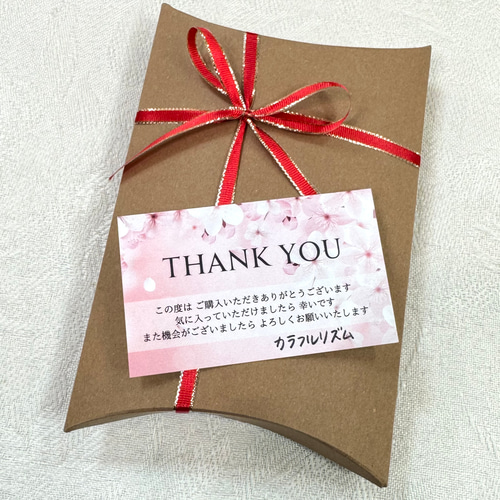 THANK YOU
この度は ご購入いただきありがとうございます
気に入っていただけましたら 幸いです
また機会がございましたら よろしくお願いいたします
カラフルリズム